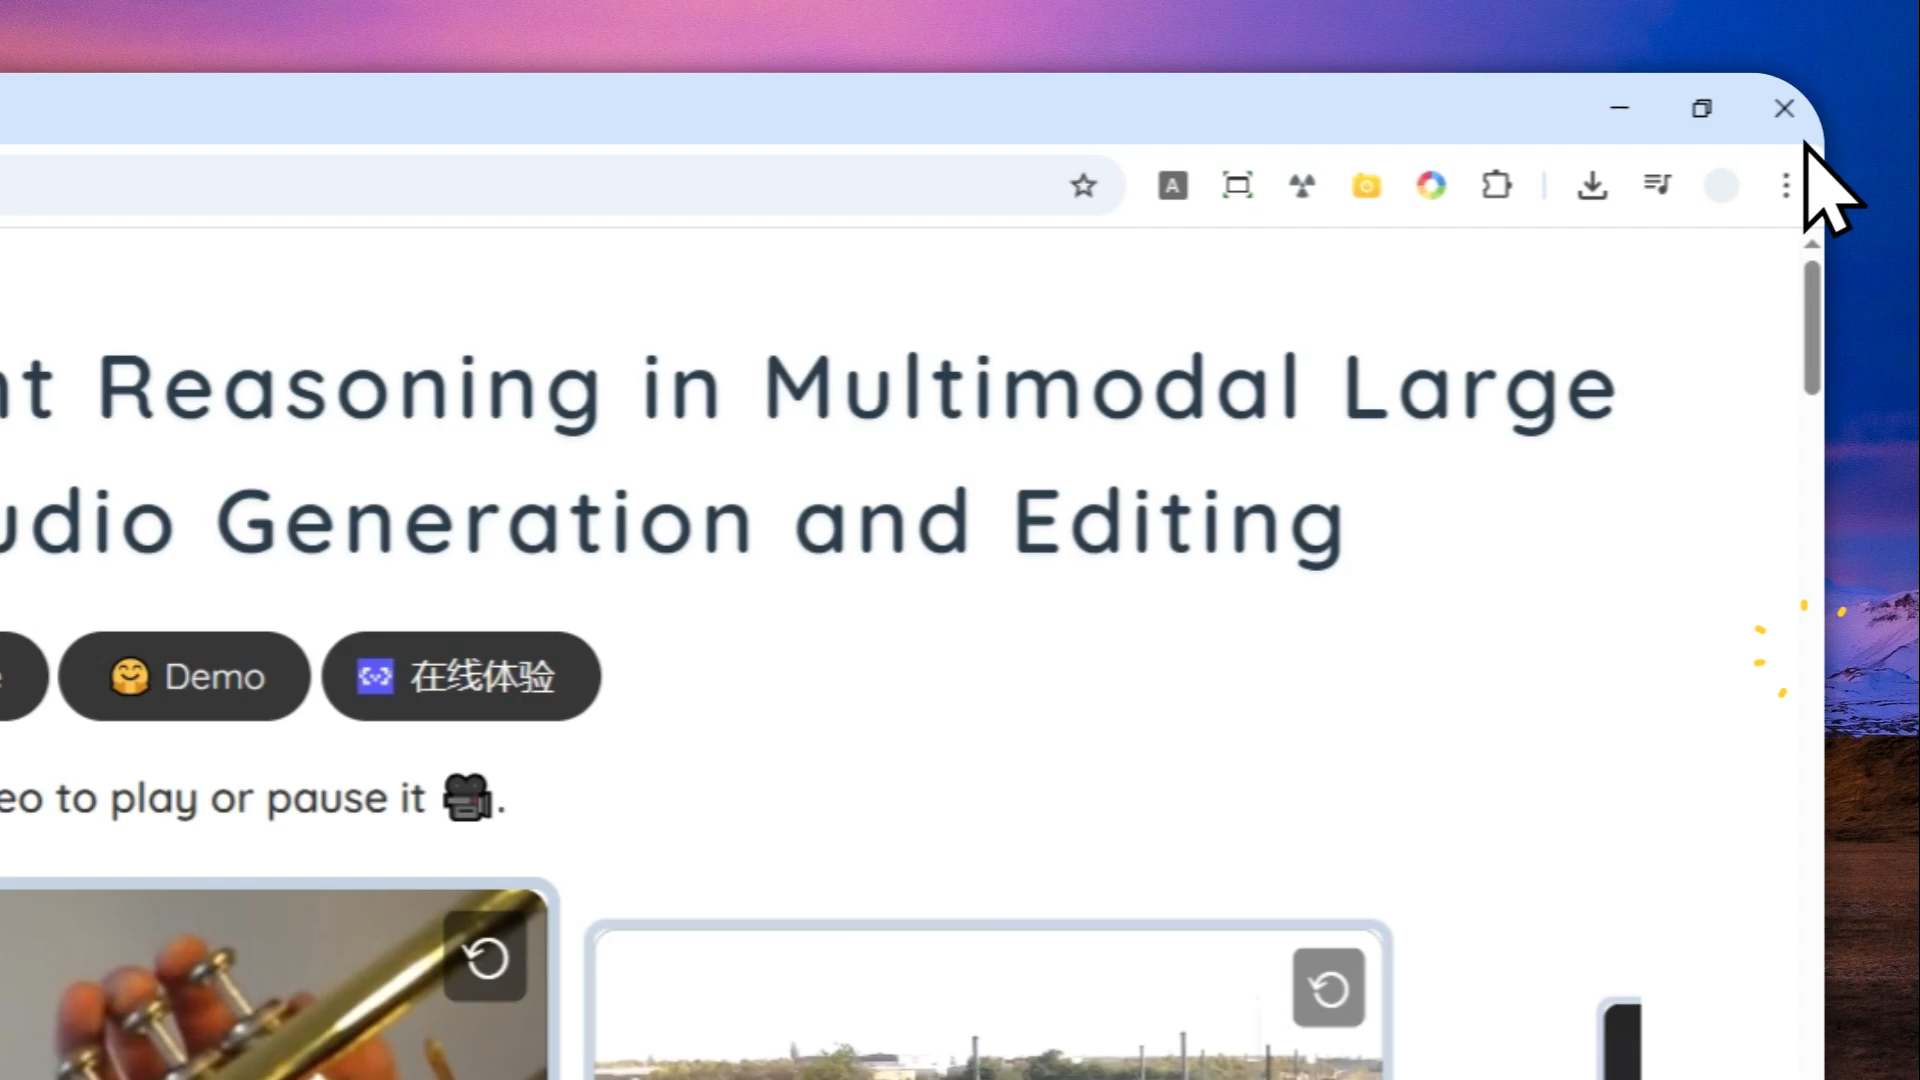 nt Reasoning in Multimodal Large
udio Generation and Editing
Demo
在线体验
eo to play or pause it
A